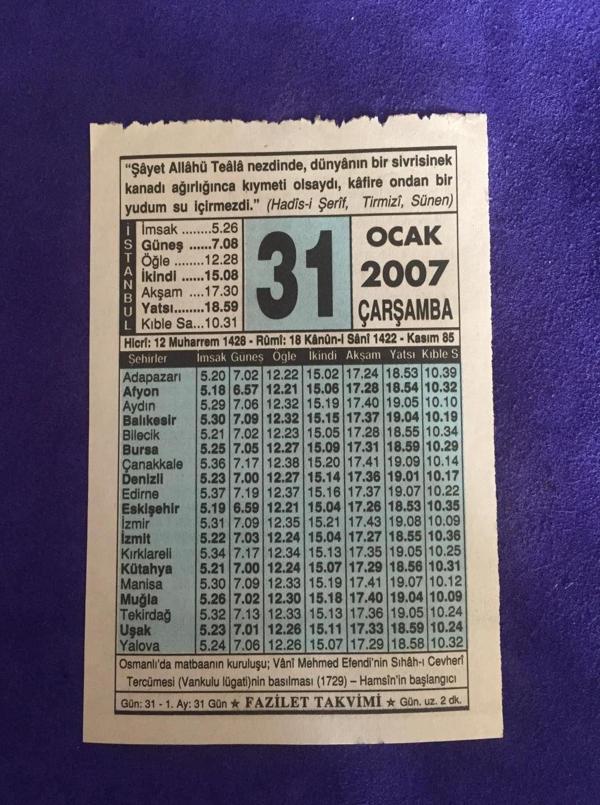 “Şâyet Allâhü Teâlâ nezdinde, dünyânın bir sivrisinek
kanadı ağırlığınca kıymeti olsaydı, kâfire ondan bir
yudum su içirmezdi.” (Hadîs-i Şerîf, Tirmizî, Sünen)
İSTANBUL
İmsak ........5.26
Güneş ......7.08
Öğle ........12.28
İkindi ......15.08
Akşam ....17.30
Yatsı........18.59
Kıble Sa...10.31
31
OCAK
2007
ÇARŞAMBA
Hicrî: 12 Muharrem 1428 - Rûmî: 18 Kânûn-i Sânî 1422 - Kasım 85
Şehirler İmsak Güneş Öğle İkindi Akşam Yatsı Kıble S
Adapazarı 5.20 7.02 12.22 15.02 17.24 18.53 10.39
Afyon 5.18 6.57 12.21 15.06 17.28 18.54 10.32
Aydın 5.29 7.06 12.32 15.19 17.40 19.05 10.10
Balıkesir 5.30 7.09 12.32 15.15 17.37 19.04 10.19
Bilecik 5.21 7.02 12.23 15.05 17.28 18.55 10.34
Bursa 5.25 7.05 12.27 15.09 17.31 18.59 10.29
Çanakkale 5.36 7.17 12.38 15.20 17.41 19.09 10.14
Denizli 5.23 7.00 12.27 15.14 17.36 19.01 10.17
Edirne 5.37 7.19 12.37 15.16 17.37 19.07 10.22
Eskişehir 5.19 6.59 12.21 15.04 17.26 18.53 10.35
İzmir 5.31 7.09 12.35 15.21 17.43 19.08 10.09
İzmit 5.22 7.03 12.24 15.04 17.27 18.55 10.36
Kırklareli 5.34 7.17 12.34 15.13 17.35 19.05 10.25
Kütahya 5.21 7.00 12.24 15.07 17.29 18.56 10.31
Manisa 5.30 7.09 12.33 15.19 17.41 19.07 10.12
Muğla 5.26 7.02 12.30 15.18 17.40 19.04 10.09
Tekirdağ 5.32 7.13 12.33 15.13 17.36 19.05 10.24
Uşak 5.23 7.01 12.26 15.11 17.33 18.59 10.24
Yalova 5.24 7.06 12.26 15.07 17.29 18.58 10.32
Osmanlı'da matbaanın kuruluşu; Vânî Mehmed Efendi'nin Sıhâh-ı Cevherî
Tercümesi (Vankulu lügati)nin basılması (1729) – Hamsîn'in başlangıcı
Gün: 31 - 1. Ay: 31 Gün ★ FAZİLET TAKVİMİ ★ Gün. uz. 2 dk.